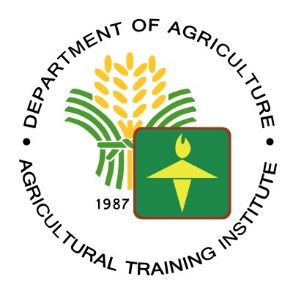 DEPARTMENT OF AGRICULTURE
1987
AGRICULTURAL TRAINING INSTITUTE